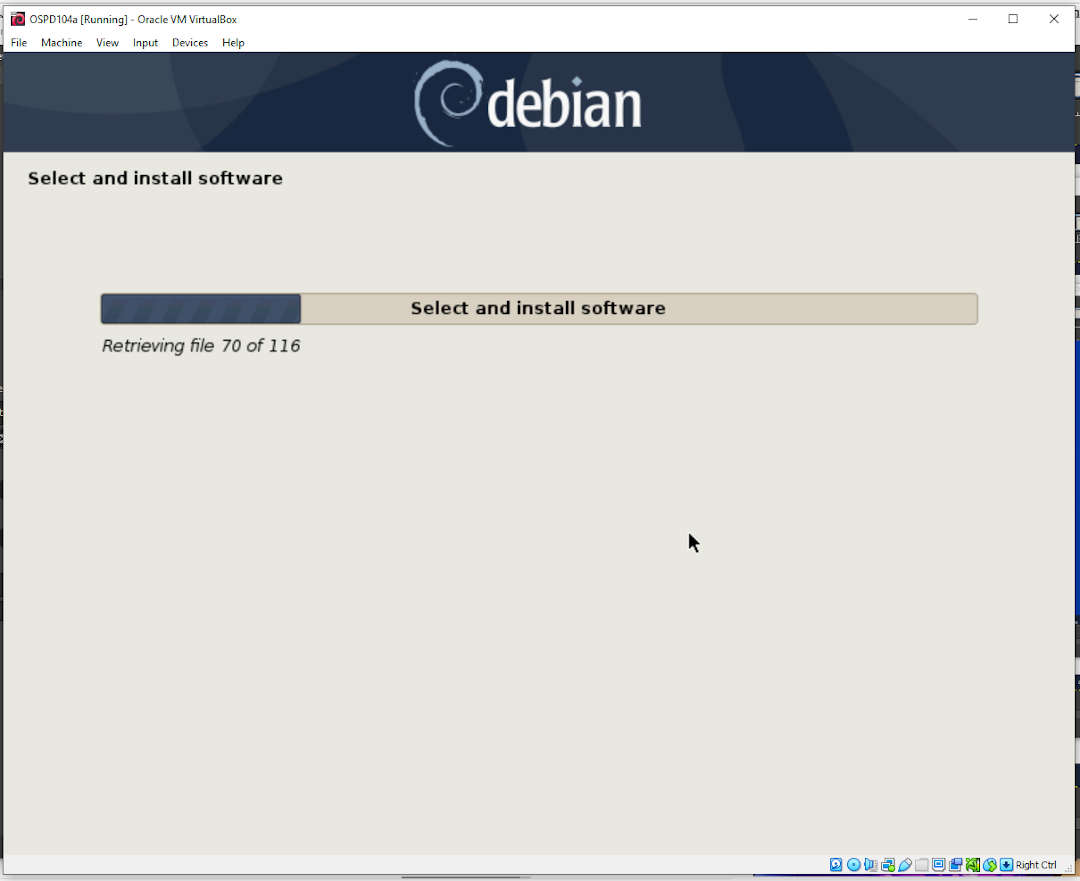 OSPD104a [Running] - Oracle VM VirtualBox
File Machine View Input Devices Help
debian
Select and install software
Select and install software
Retrieving file 70 of 116
Right Ctrl